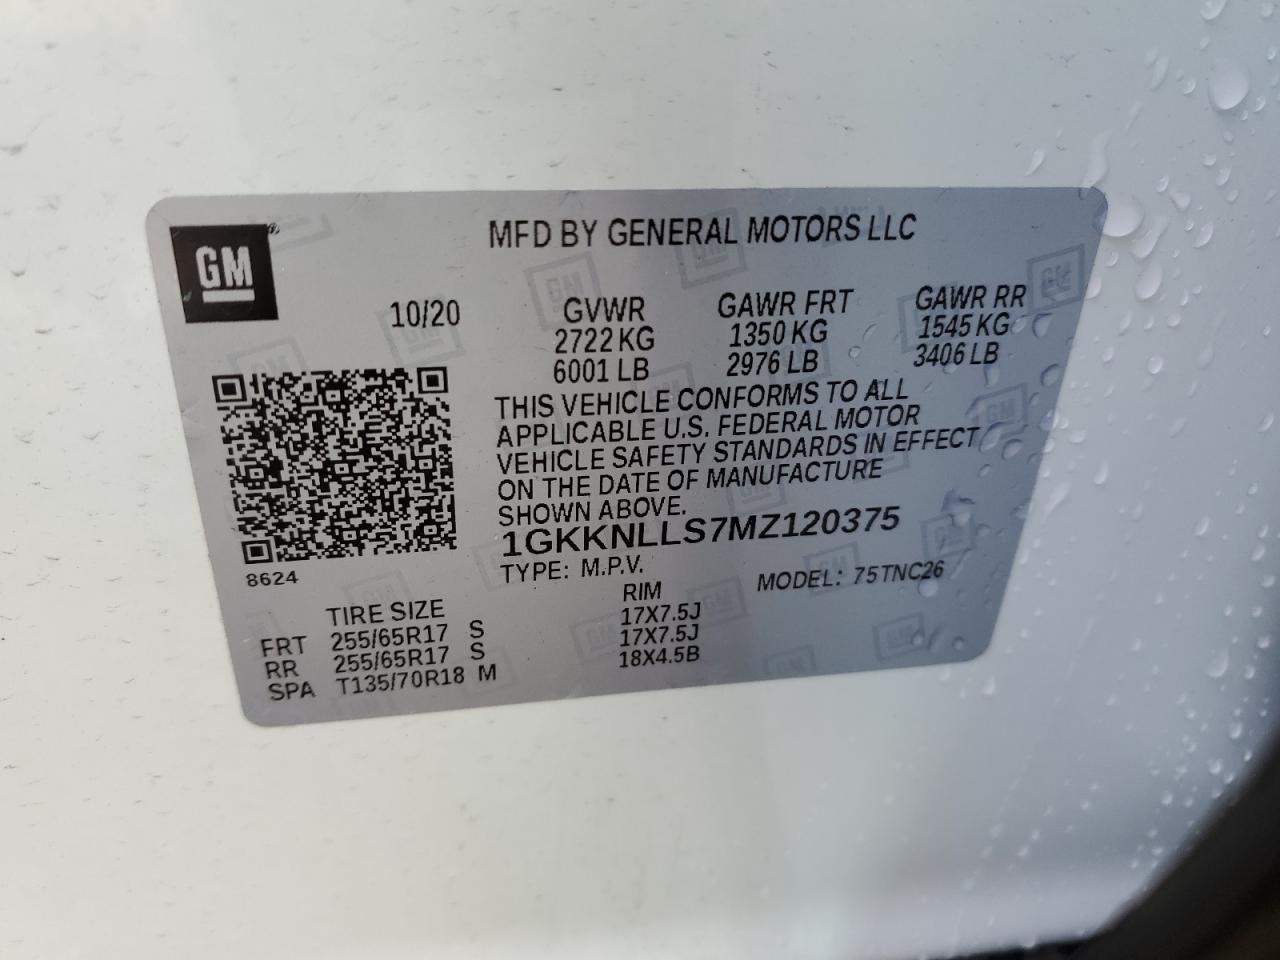 GM
MFD BY GENERAL MOTORS LLC
10/20
GVWR GAWR FRT GAWR RR
2722 KG 1350 KG 1545 KG
6001 LB 2976 LB 3406 LB
THIS VEHICLE CONFORMS TO ALL
APPLICABLE U.S. FEDERAL MOTOR
VEHICLE SAFETY STANDARDS IN EFFECT
ON THE DATE OF MANUFACTURE
SHOWN ABOVE.
1GKKNLLS7MZ120375
8624
TYPE: M.P.V. MODEL: 75TNC26
TIRE SIZE RIM
FRT 255/65R17 S 17X7.5J
RR 255/65R17 S 17X7.5J
SPA T135/70R18 M 18X4.5B